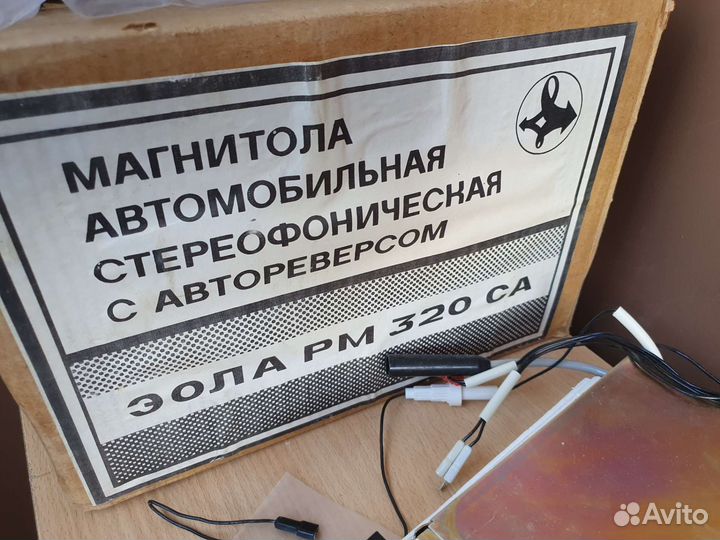 МАГНИТОЛА
АВТОМОБИЛЬНАЯ
СТЕРЕОФОНИЧЕСКАЯ
С АВТОРЕВЕРСОМ
ЭОЛА РМ 320 СА
Avito